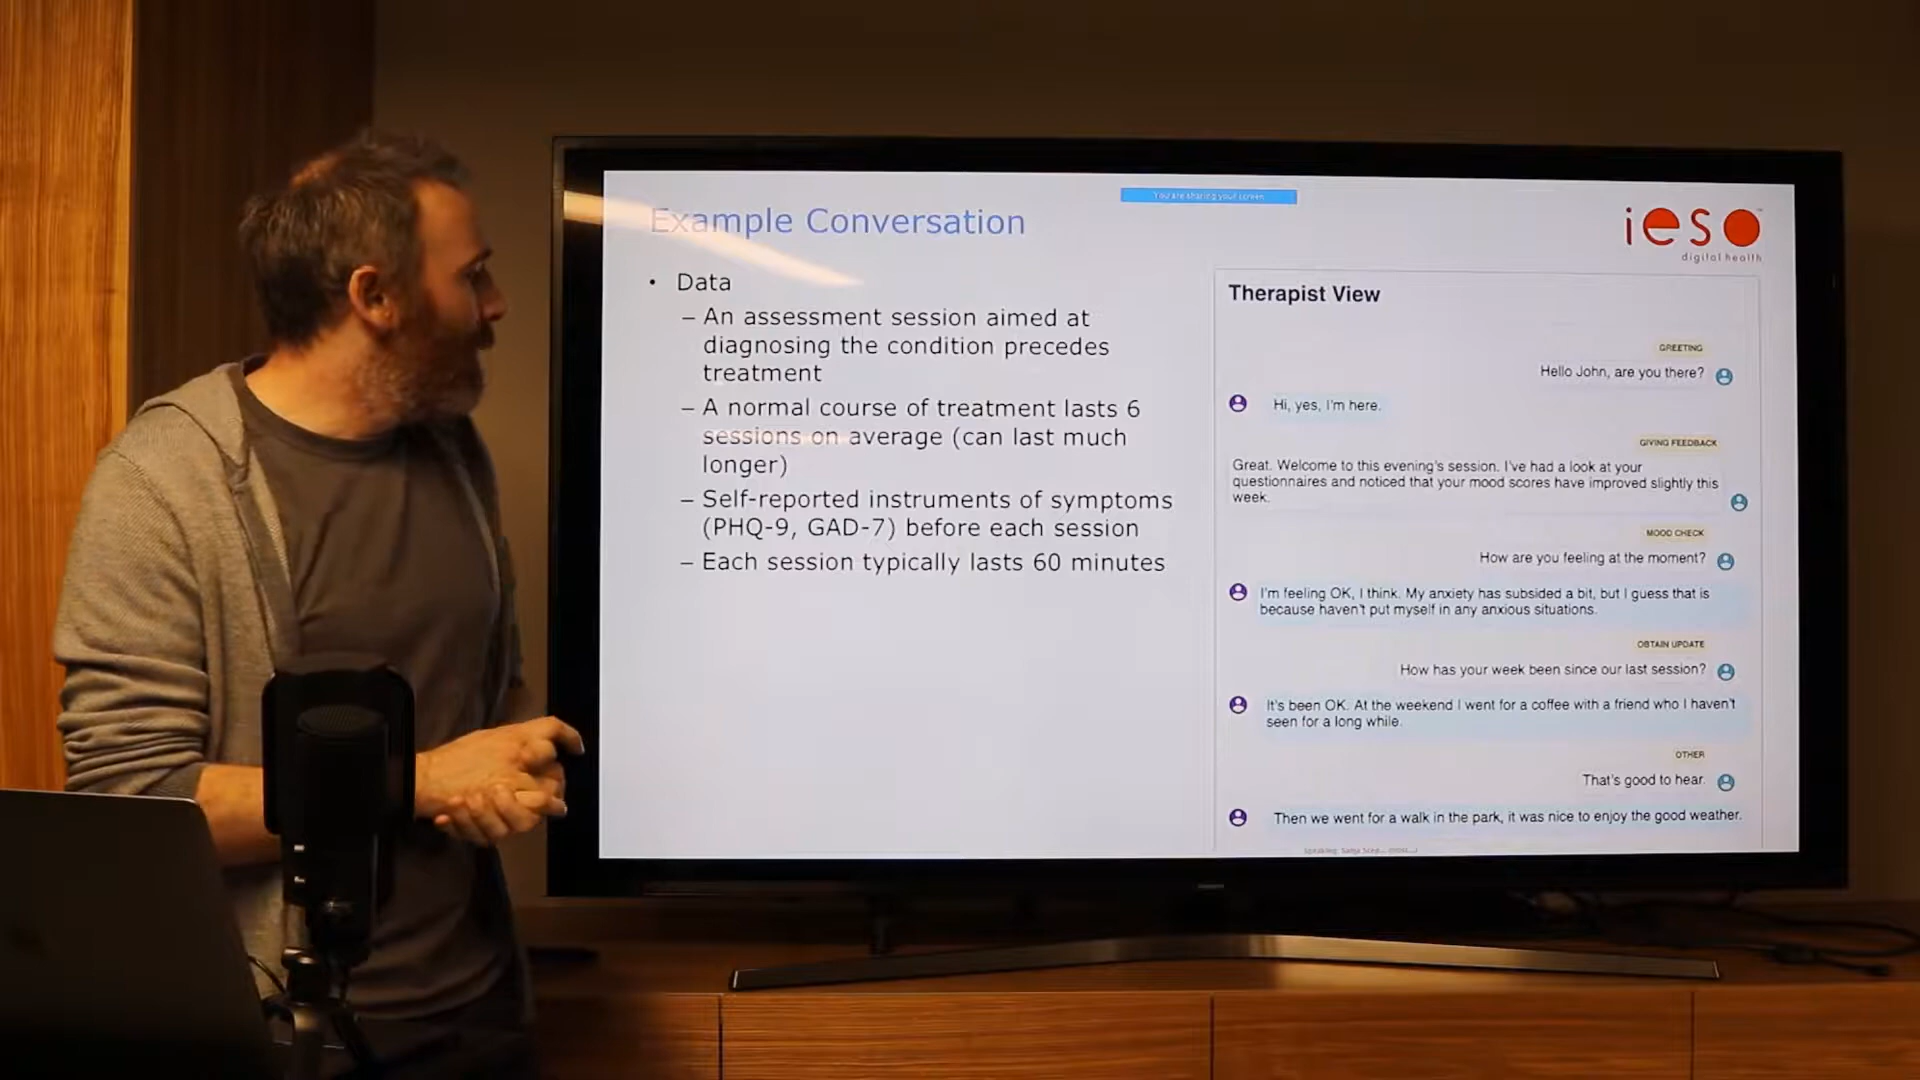 You are sharing your screen
Example Conversation
ieso
digital health
• Data
– An assessment session aimed at
diagnosing the condition precedes
treatment
– A normal course of treatment lasts 6
sessions on average (can last much
longer)
– Self-reported instruments of symptoms
(PHQ-9, GAD-7) before each session
– Each session typically lasts 60 minutes
Therapist View
GREETING
Hello John, are you there?
Hi, yes, I'm here.
GIVING FEEDBACK
Great. Welcome to this evening's session. I've had a look at your
questionnaires and noticed that your mood scores have improved slightly this
week.
MOOD CHECK
How are you feeling at the moment?
I'm feeling OK, I think. My anxiety has subsided a bit, but I guess that is
because haven't put myself in any anxious situations.
OBTAIN UPDATE
How has your week been since our last session?
It's been OK. At the weekend I went for a coffee with a friend who I haven't
seen for a long while.
OTHER
That's good to hear.
Then we went for a walk in the park, it was nice to enjoy the good weather.